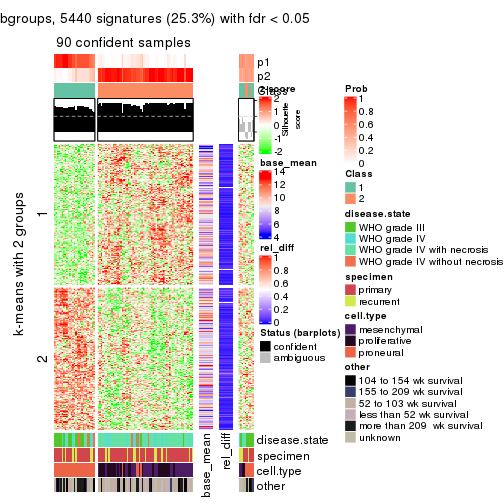 bgroups, 5440 signatures (25.3%) with fdr < 0.05
90 confident samples
p1
p2
Class
Silhouette
score
k-means with 2 groups
1
2
base_mean
rel_diff
disease.state
specimen
cell.type
other
z-score
2
1
0
-1
-2
base_mean
14
12
10
8
6
4
rel_diff
1
0.8
0.6
0.4
0.2
0
Status (barplots)
confident
ambiguous
Prob
1
0.8
0.6
0.4
0.2
0
Class
1
2
disease.state
WHO grade III
WHO grade IV
WHO grade IV with necrosis
WHO grade IV without necrosis
specimen
primary
recurrent
cell.type
mesenchymal
proliferative
proneural
other
104 to 154 wk survival
155 to 209 wk survival
52 to 103 wk survival
less than 52 wk survival
more than 209  wk survival
unknown